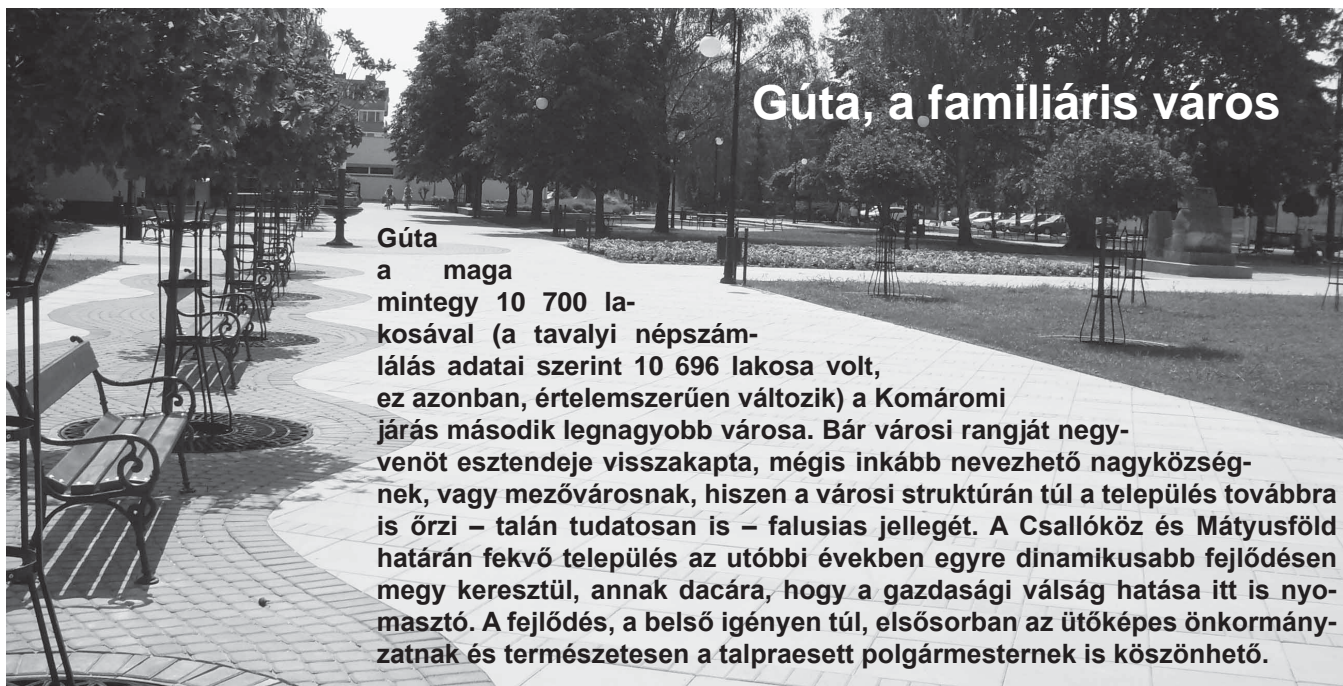 Gúta, a familiáris város
Gúta
a maga
mintegy 10 700 la-
kosával (a tavalyi népszám-
lálás adatai szerint 10 696 lakosa volt,
ez azonban, értelemszerűen változik) a Komáromi
járás második legnagyobb városa. Bár városi rangját negy-
venöt esztendeje visszakapta, mégis inkább nevezhető nagyközség-
nek, vagy mezővárosnak, hiszen a városi struktúrán túl a település továbbra
is őrzi – talán tudatosan is – falusias jellegét. A Csallóköz és Mátyusföld
határán fekvő település az utóbbi években egyre dinamikusabb fejlődésen
megy keresztül, annak dacára, hogy a gazdasági válság hatása itt is nyo-
masztó. A fejlődés, a belső igényen túl, elsősorban az ütőképes önkormány-
zatnak és természetesen a talpraesett polgármesternek is köszönhető.